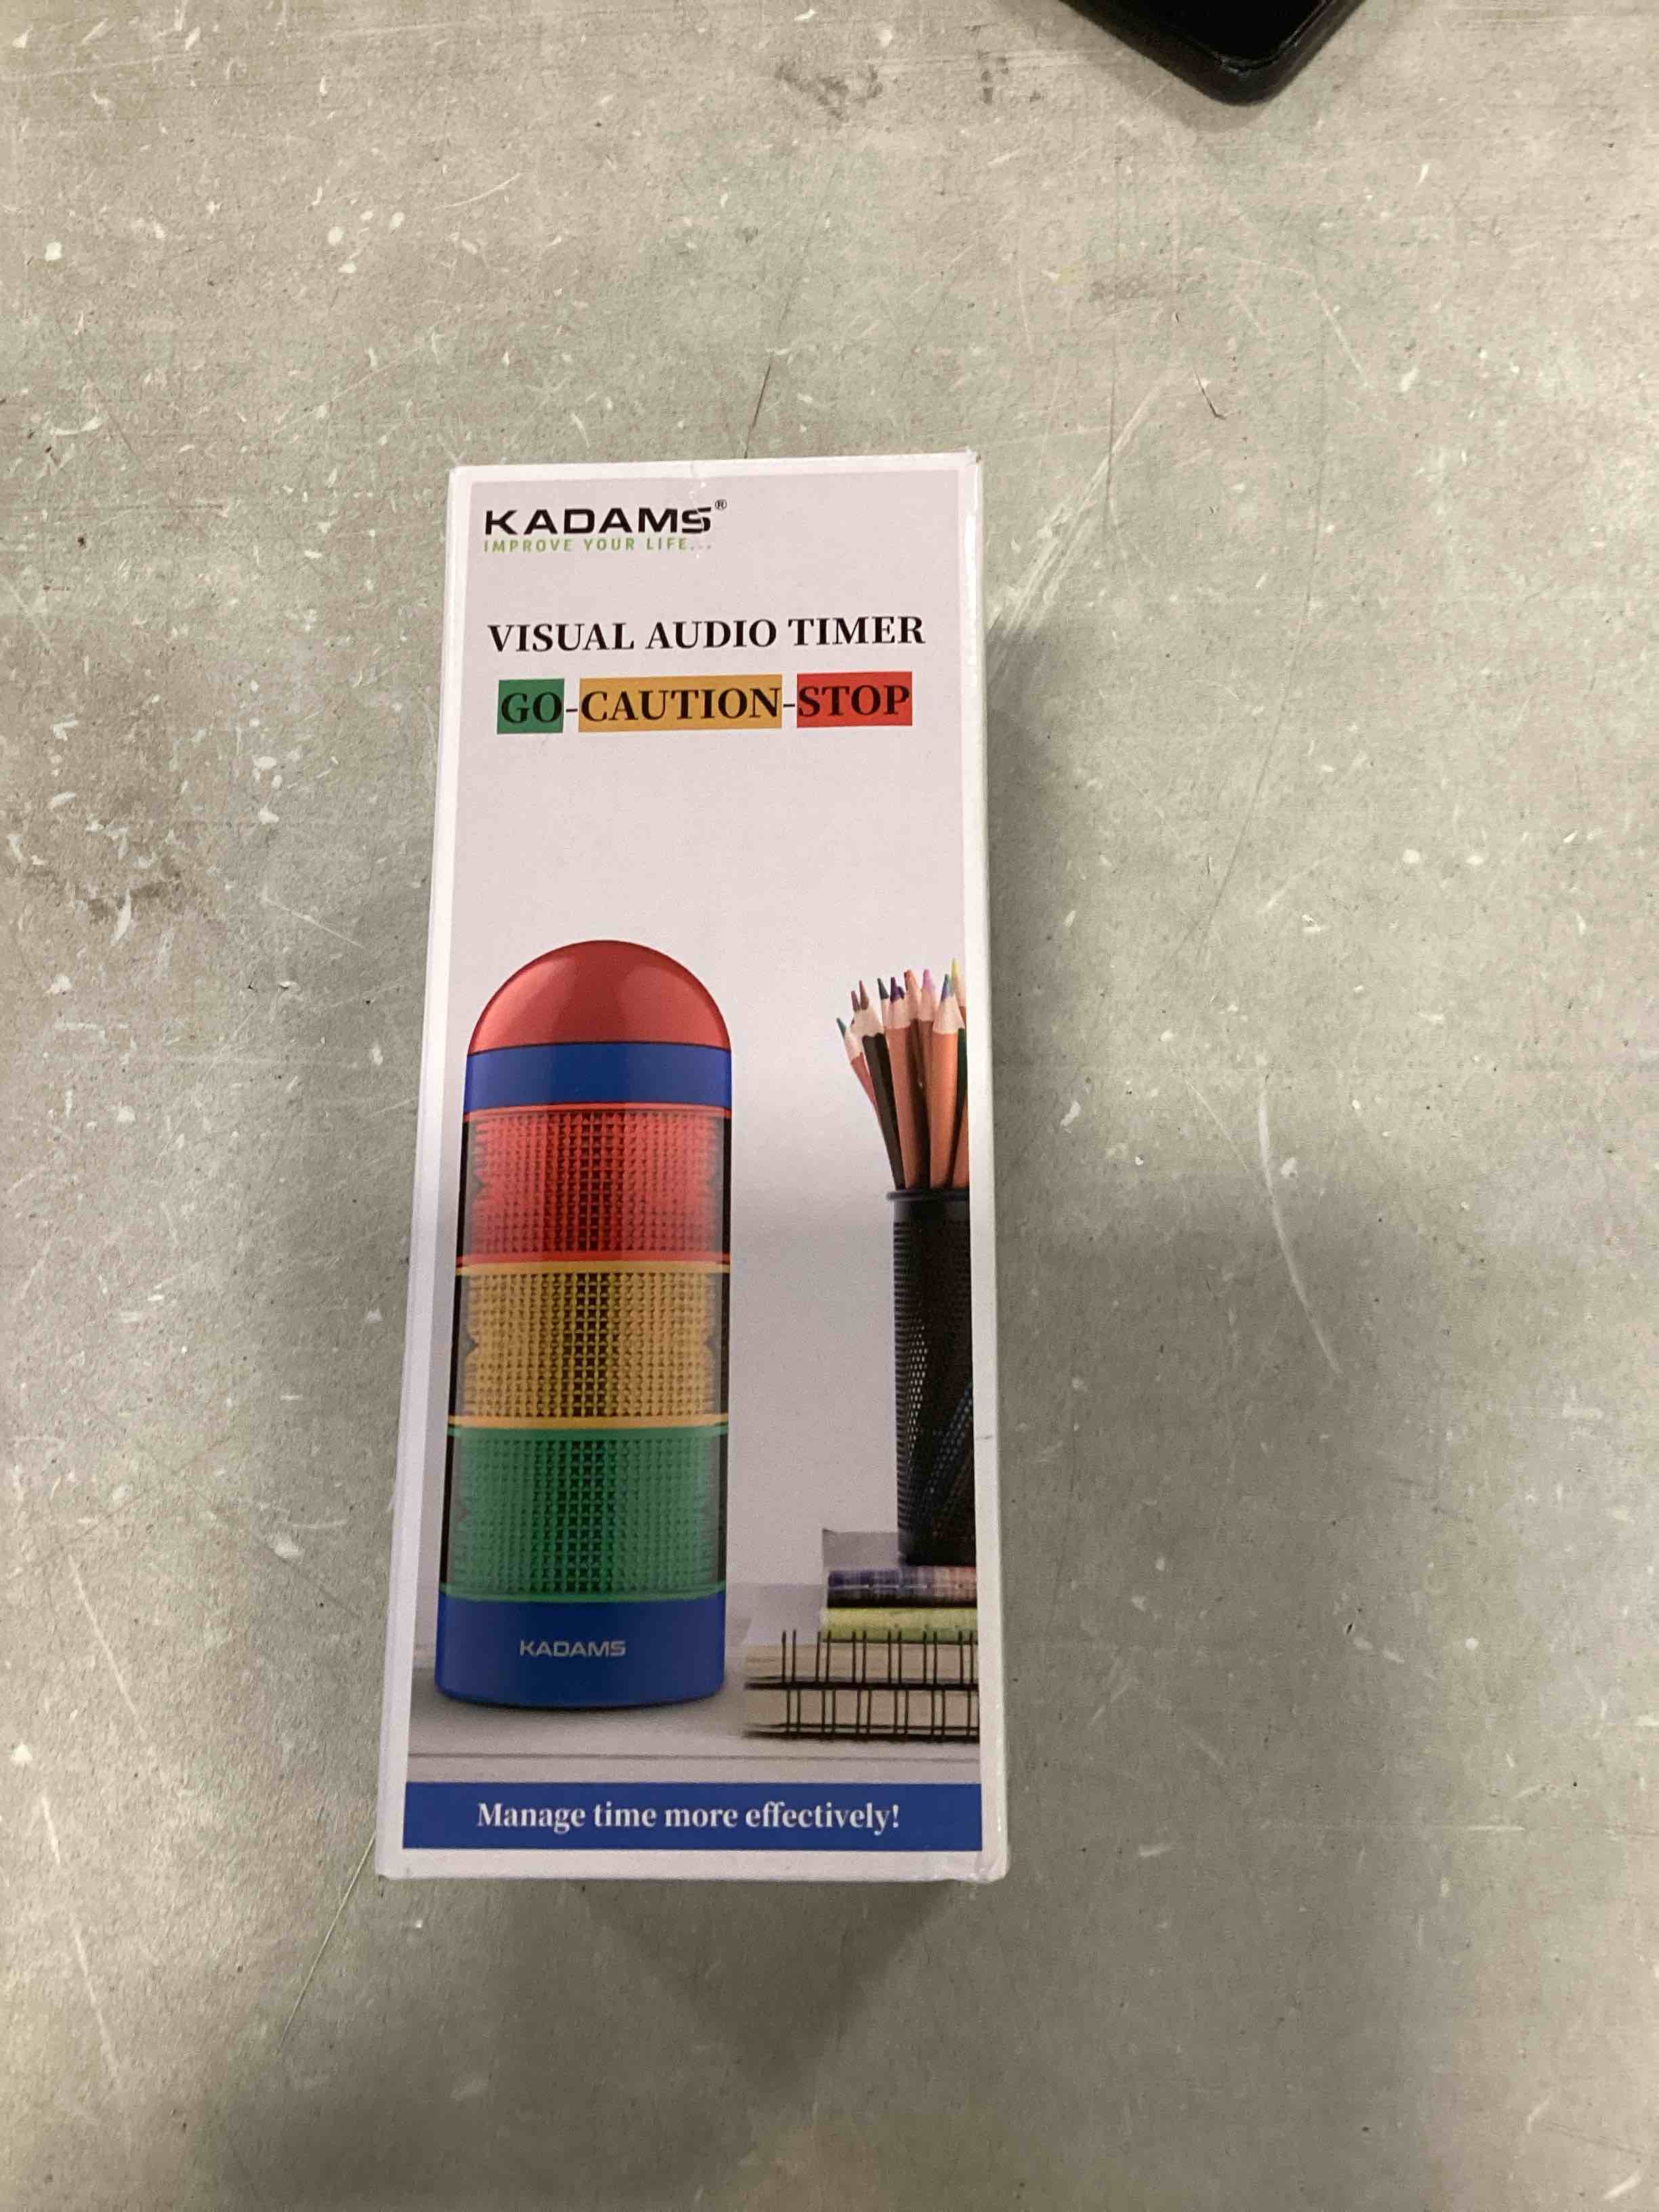 KADAMS®
IMPROVE YOUR LIFE...
VISUAL AUDIO TIMER
GO-CAUTION-STOP
KADAMS
Manage time more effectively!